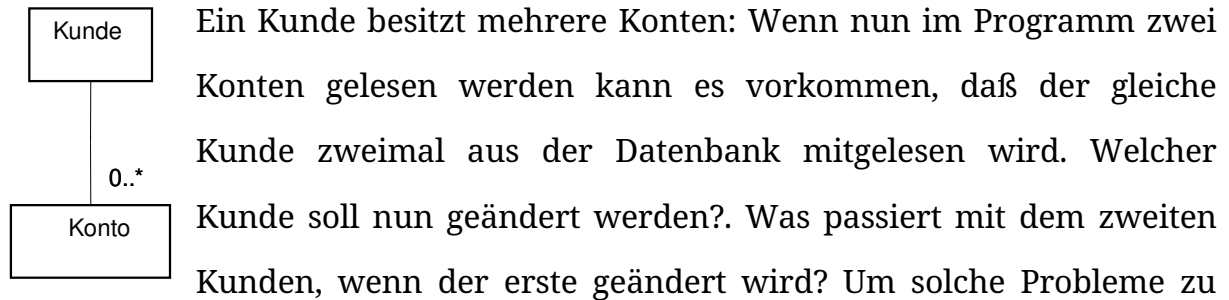 Kunde
0..*
Konto
Ein Kunde besitzt mehrere Konten: Wenn nun im Programm zwei
Konten gelesen werden kann es vorkommen, daß der gleiche
Kunde zweimal aus der Datenbank mitgelesen wird. Welcher
Kunde soll nun geändert werden?. Was passiert mit dem zweiten
Kunden, wenn der erste geändert wird? Um solche Probleme zu